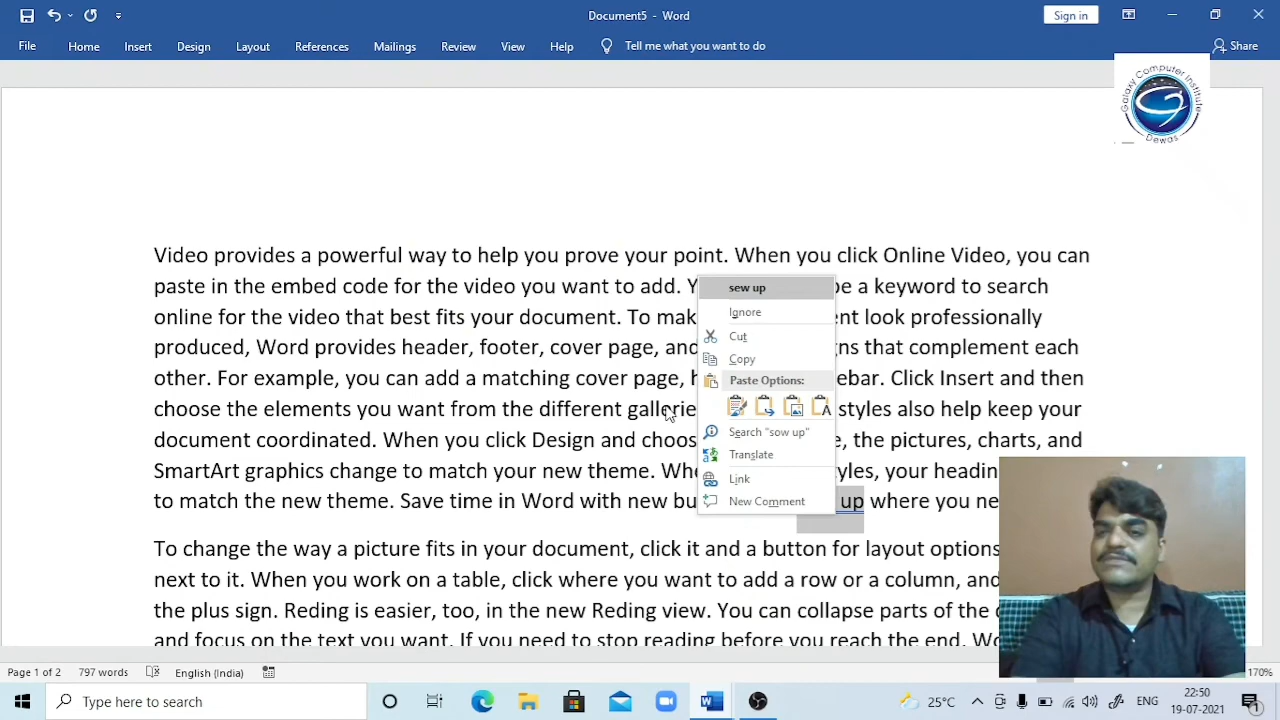 Document5 - Word
Sign in
File Home Insert Design Layout References Mailings Review View Help Tell me what you want to do Share
Galaxy Computer Institute
Dewas
Video provides a powerful way to help you prove your point. When you click Online Video, you can
paste in the embed code for the video you want to add. Y be a keyword to search
online for the video that best fits your document. To mak ent look professionally
produced, Word provides header, footer, cover page, and gns that complement each
other. For example, you can add a matching cover page, h ebar. Click Insert and then
choose the elements you want from the different gallerie styles also help keep your
document coordinated. When you click Design and choos e, the pictures, charts, and
SmartArt graphics change to match your new theme. Whe yles, your headin
to match the new theme. Save time in Word with new bu up where you ne
To change the way a picture fits in your document, click it and a button for layout options
next to it. When you work on a table, click where you want to add a row or a column, and
the plus sign. Reding is easier, too, in the new Reding view. You can collapse parts of the
and focus on the text you want. If you need to stop reading before you reach the end, Wo
sew up
Ignore
Cut
Copy
Paste Options:
Search "sow up"
Translate
Link
New Comment
Page 1 of 2 797 words English (India) 170%
Type here to search 25°C ENG 22:50
19-07-2021